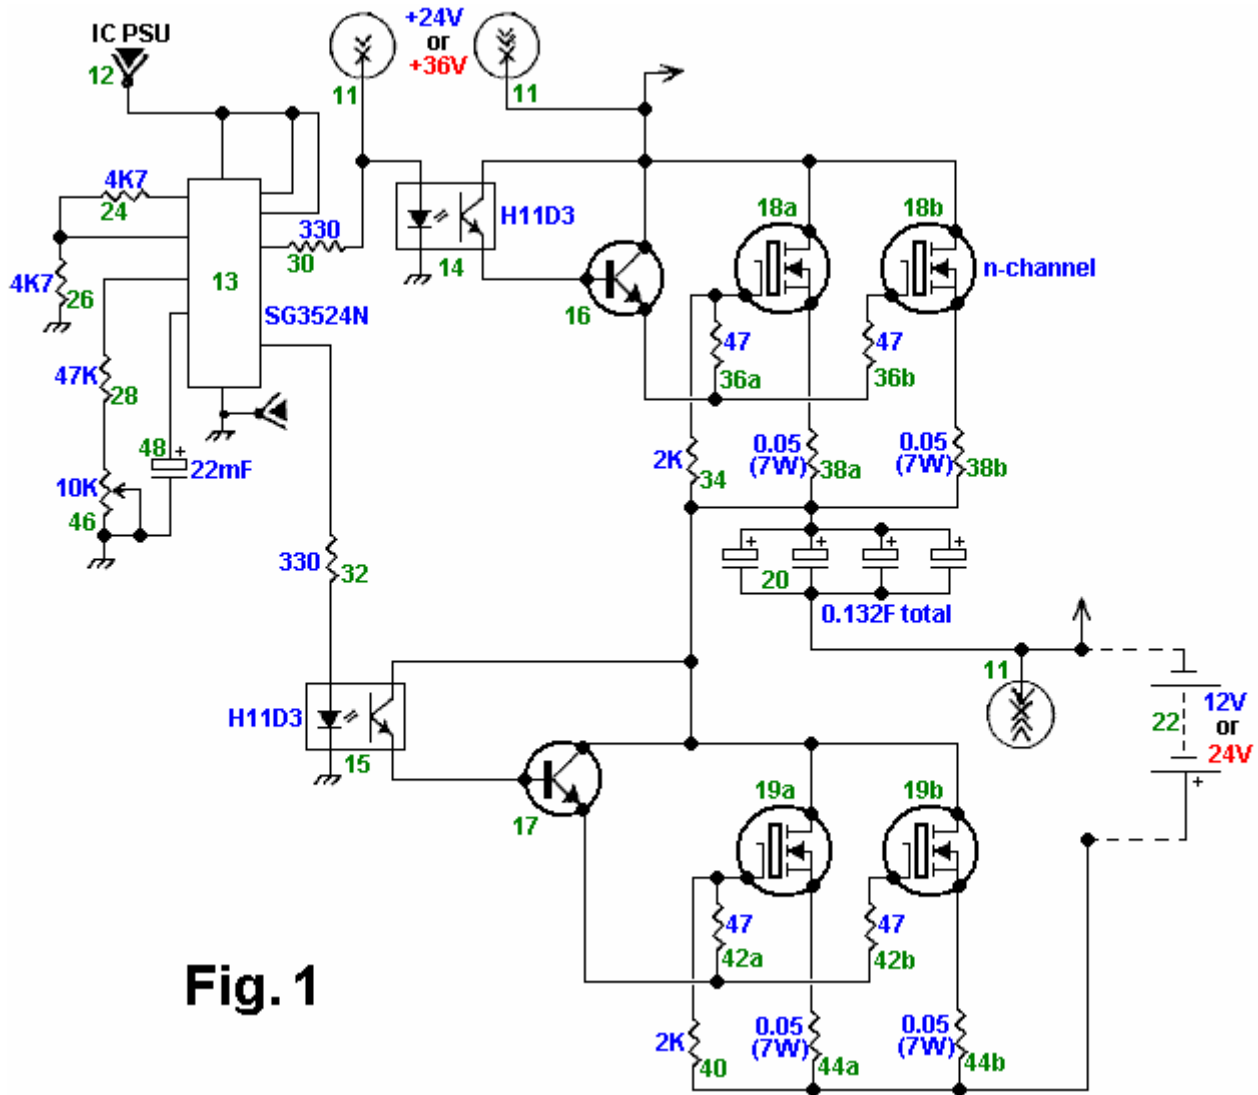 IC PSU
12
+24V
or
+36V
11
11
4K7
24
330
30
H11D3
14
18a
18b
n-channel
4K7
26
13
SG3524N
16
47
36a
47
36b
47K
28
48
+
22mF
10K
46
2K
34
0.05
(7W)
38a
0.05
(7W)
38b
330
32
+
+
+
+
20
0.132F total
11
12V
or
24V
22
+
H11D3
15
17
19a
19b
47
42a
47
42b
Fig. 1
2K
40
0.05
(7W)
44a
0.05
(7W)
44b